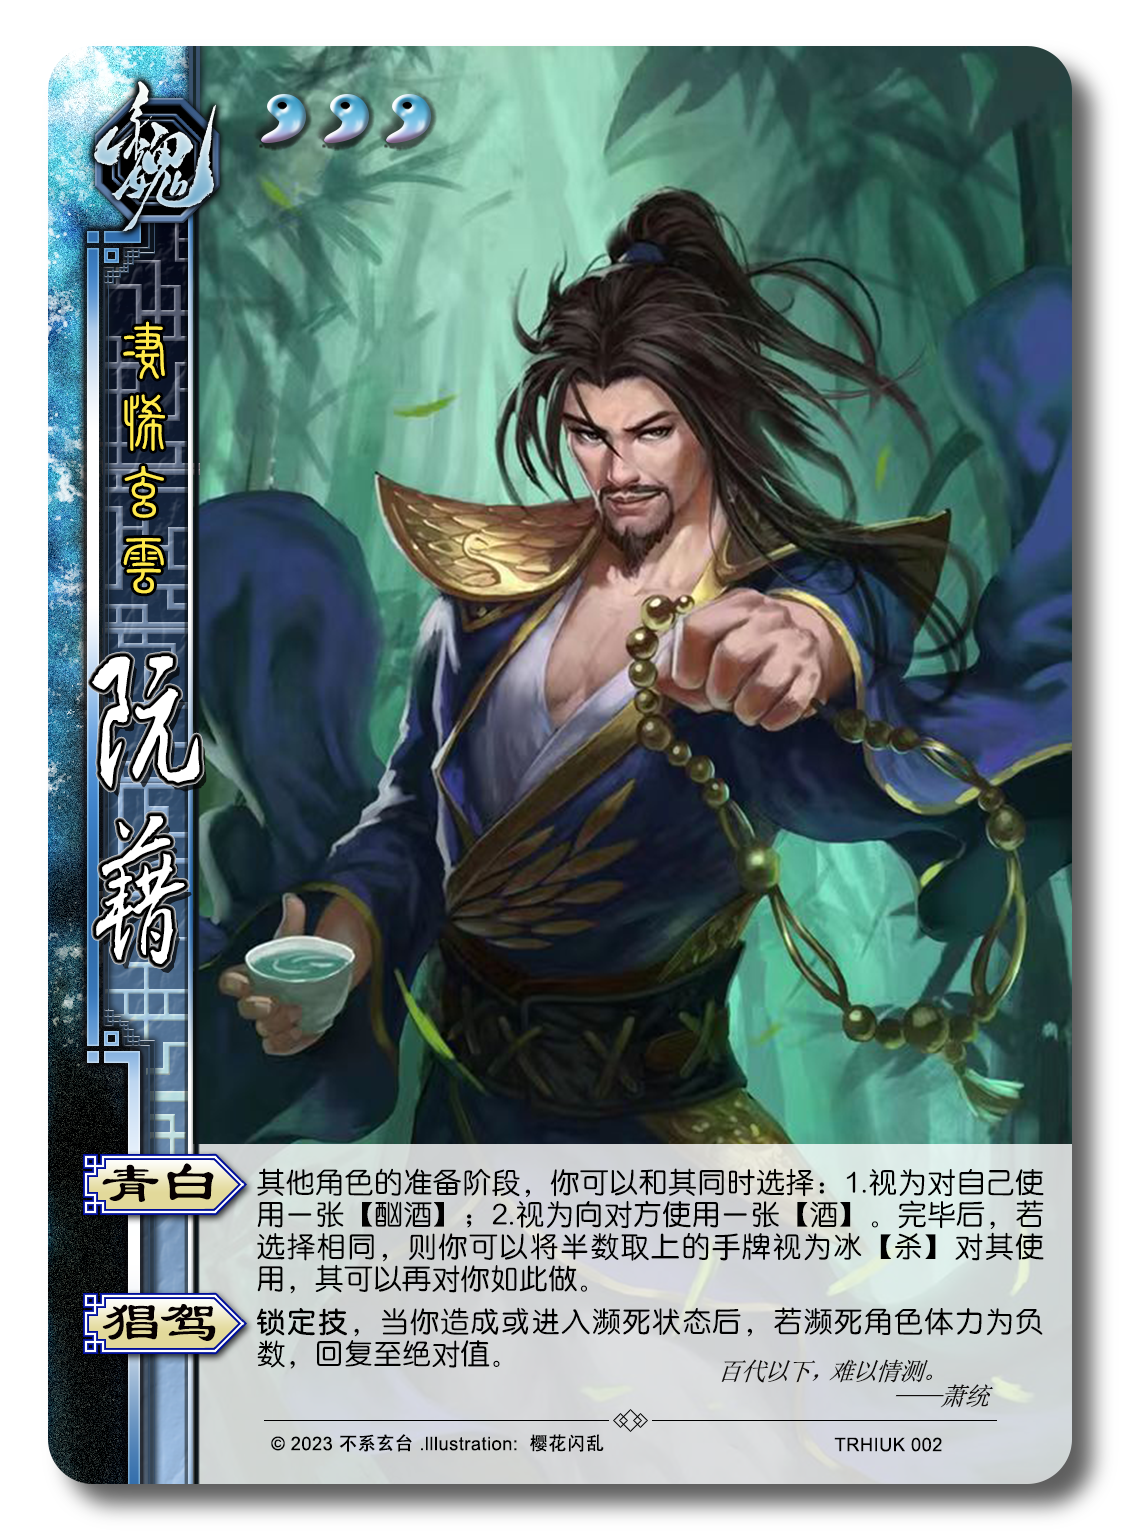 魏
凄悕玄雲
阮籍
青白
其他角色的准备阶段，你可以和其同时选择：1.视为对自己使
用一张【酗酒】；2.视为向对方使用一张【酒】。完毕后，若
选择相同，则你可以将半数取上的手牌视为冰【杀】对其使
用，其可以再对你如此做。
猖驾
锁定技，当你造成或进入濒死状态后，若濒死角色体力为负
数，回复至绝对值。
百代以下，难以情测。
——萧统
© 2023 不系玄台 .Illustration: 樱花闪乱
TRHIUK 002